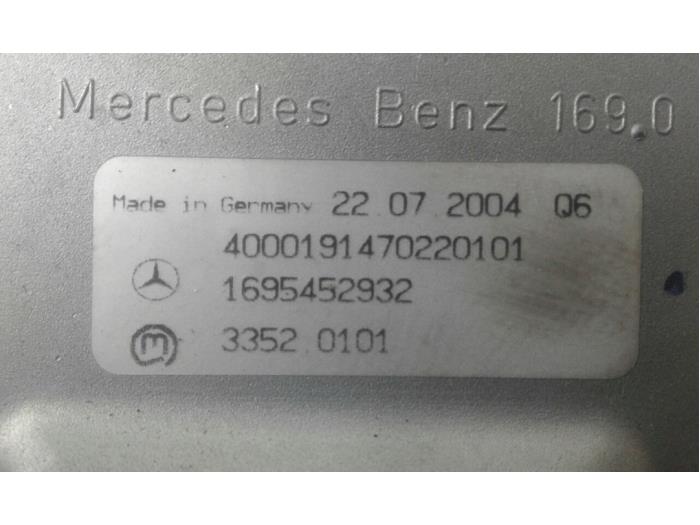 Mercedes Benz 169.0
Made in Germany 22.07.2004 Q6
4000191470220101
1695452932
m 3352.0101